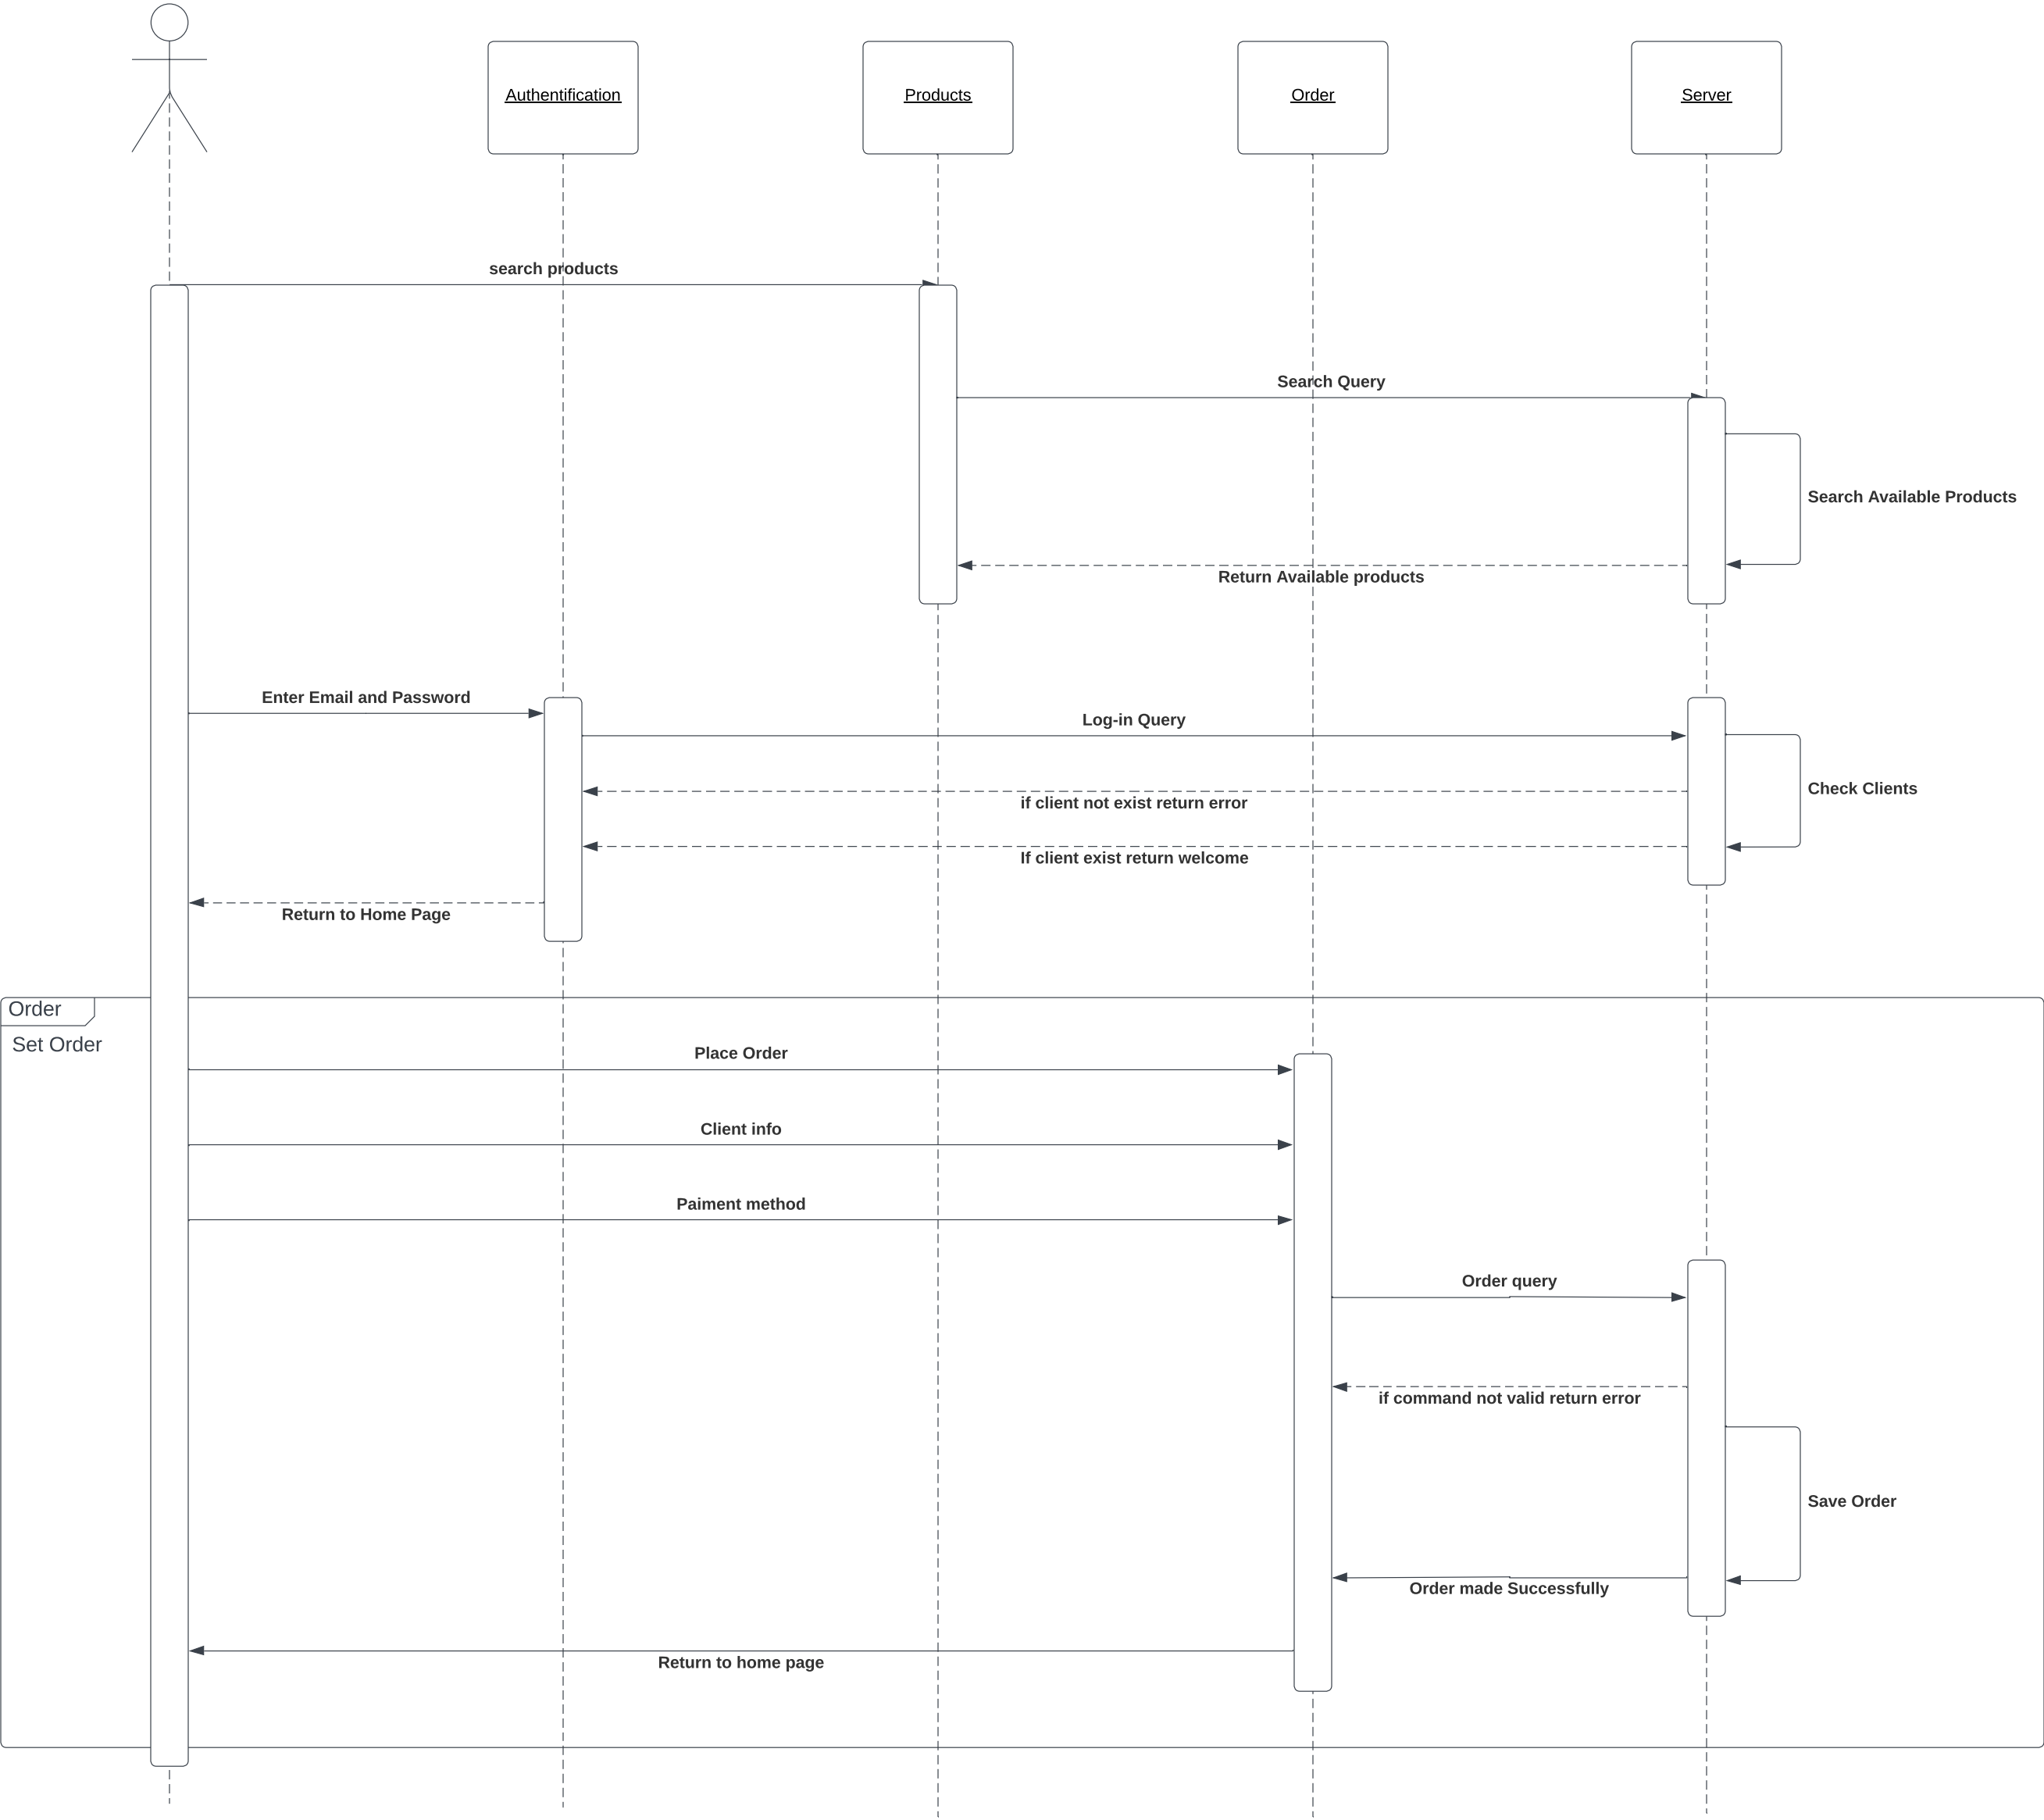 Authentification
Products
Order
Server
search products
Search Query
Search Available Products
Return Available products
Enter Email and Password
Log-in Query
Check Clients
if client not exist return error
If client exist return welcome
Return to Home Page
Order
Set Order
Place Order
Client info
Paiment method
Order query
if command not valid return error
Save Order
Order made Successfully
Return to home page